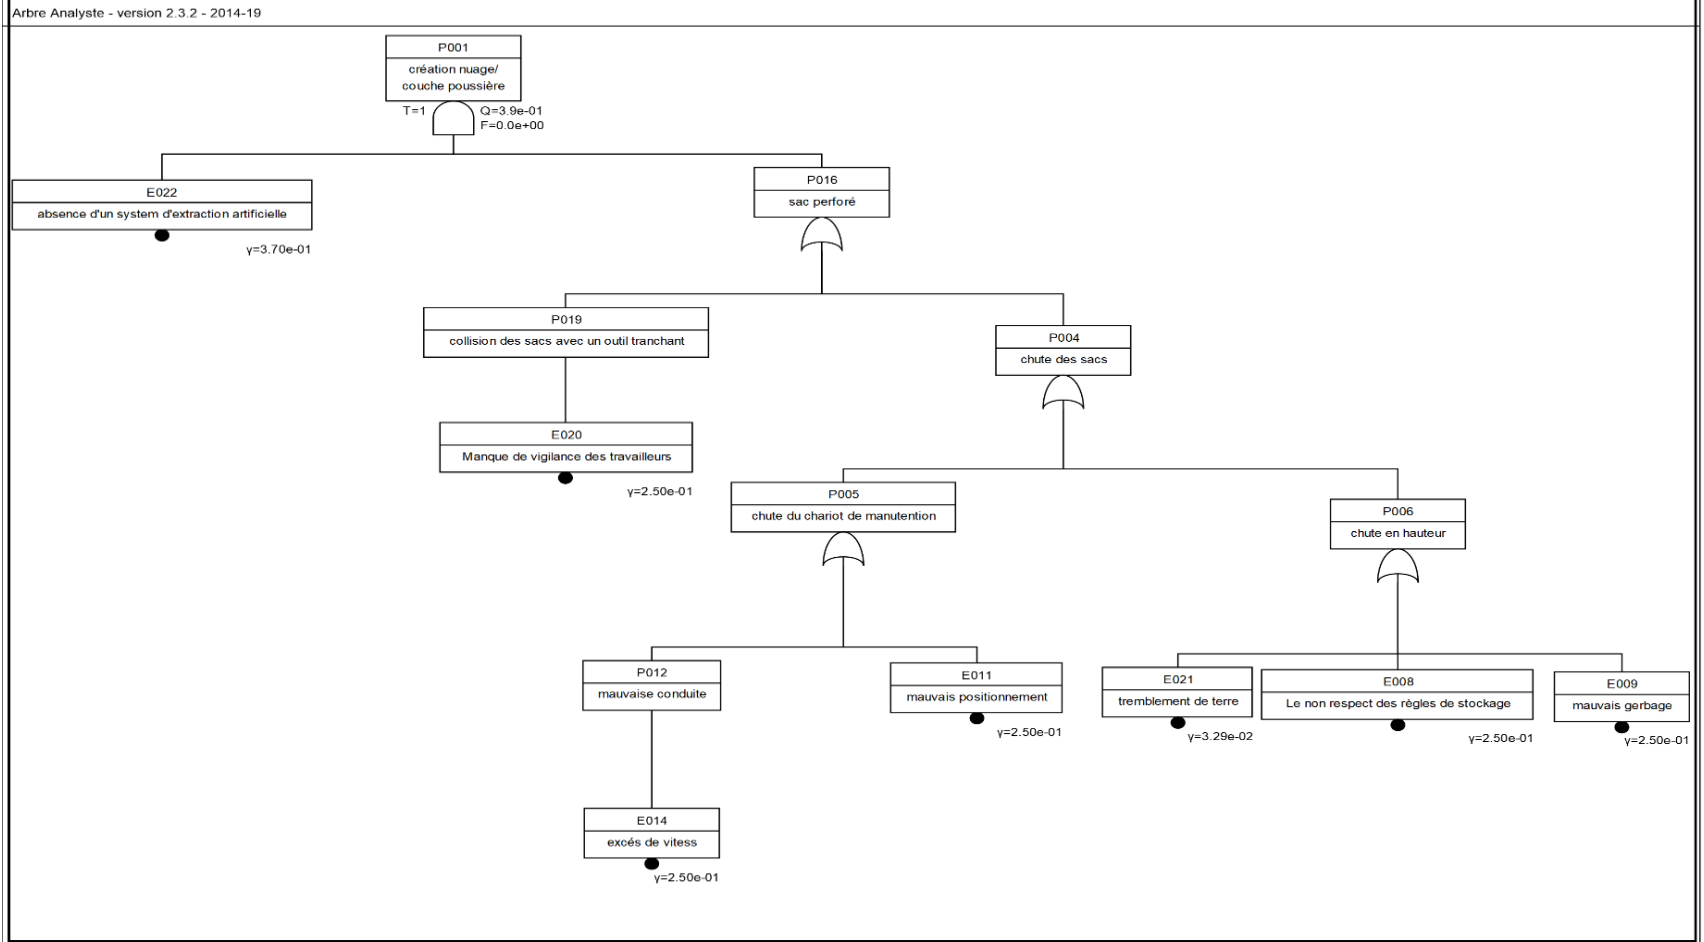 Arbre Analyste - version 2.3.2 - 2014-19
P001
création nuage/
couche poussière
T=1
Q=3.9e-01
F=0.0e+00
E022
absence d'un system d'extraction artificielle
γ=3.70e-01
P016
sac perforé
P019
collision des sacs avec un outil tranchant
P004
chute des sacs
E020
Manque de vigilance des travailleurs
γ=2.50e-01
P005
chute du chariot de manutention
P006
chute en hauteur
P012
mauvaise conduite
E011
mauvais positionnement
γ=2.50e-01
E021
tremblement de terre
γ=3.29e-02
E008
Le non respect des règles de stockage
γ=2.50e-01
E009
mauvais gerbage
γ=2.50e-01
E014
excés de vitess
γ=2.50e-01